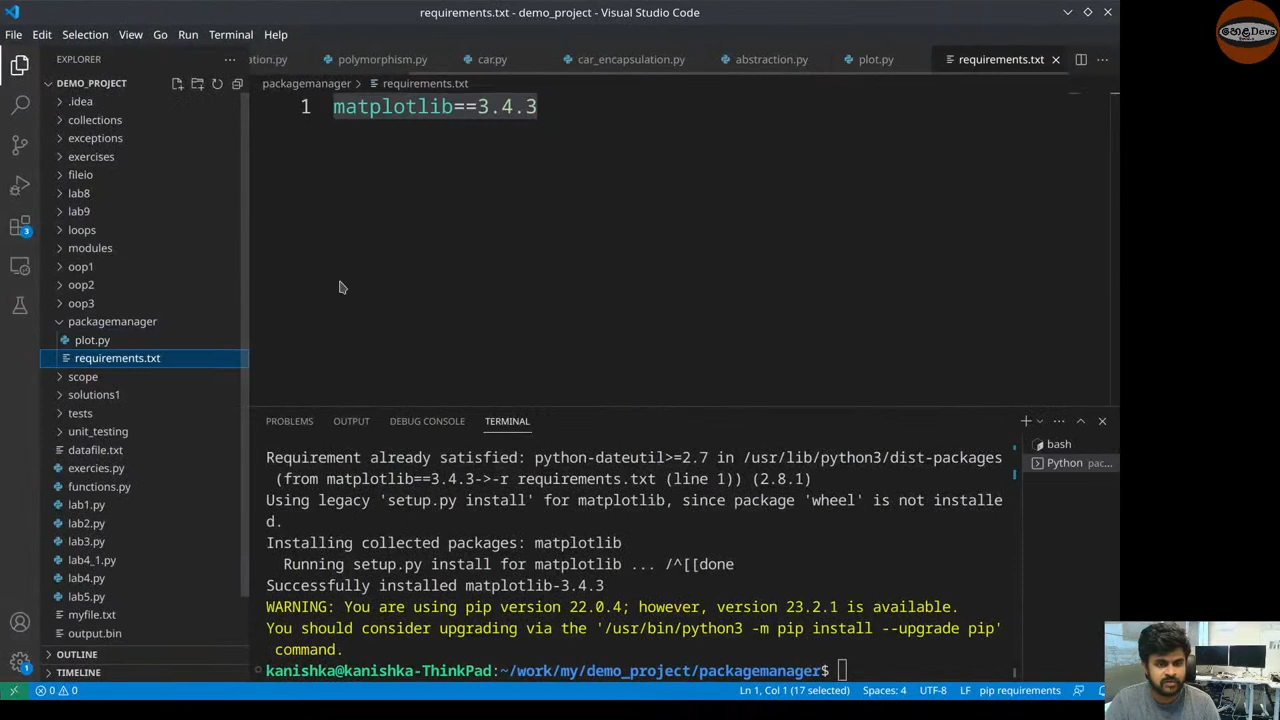 requirements.txt - demo_project - Visual Studio Code
File Edit Selection View Run Go Run Terminal Help
EXPLORER
ation.py polymorphism.py car.py car_encapsulation.py abstraction.py plot.py requirements.txt
DEMO_PROJECT
packagemanager > requirements.txt
1 matplotlib==3.4.3
.idea
collections
exceptions
exercises
fileio
lab8
lab9
loops
3
modules
oop1
oop2
oop3
packagemanager
plot.py
requirements.txt
scope
solutions1
tests
unit_testing
datafile.txt
exercies.py
functions.py
lab1.py
lab2.py
lab3.py
lab4_1.py
lab4.py
lab5.py
myfile.txt
output.bin
OUTLINE
TIMELINE
1
PROBLEMS OUTPUT DEBUG CONSOLE TERMINAL
bash
Python pac...
Requirement already satisfied: python-dateutil>=2.7 in /usr/lib/python3/dist-packages
(from matplotlib==3.4.3->-r requirements.txt (line 1)) (2.8.1)
Using legacy 'setup.py install' for matplotlib, since package 'wheel' is not installe
d.
Installing collected packages: matplotlib
Running setup.py install for matplotlib ... /^[[done
Successfully installed matplotlib-3.4.3
WARNING: You are using pip version 22.0.4; however, version 23.2.1 is available.
You should consider upgrading via the '/usr/bin/python3 -m pip install --upgrade pip'
command.
kanishka@kanishka-ThinkPad:~/work/my/demo_project/packagemanager$
0 0 Ln 1, Col 1 (17 selected) Spaces: 4 UTF-8 LF pip requirements
හෙළDevs